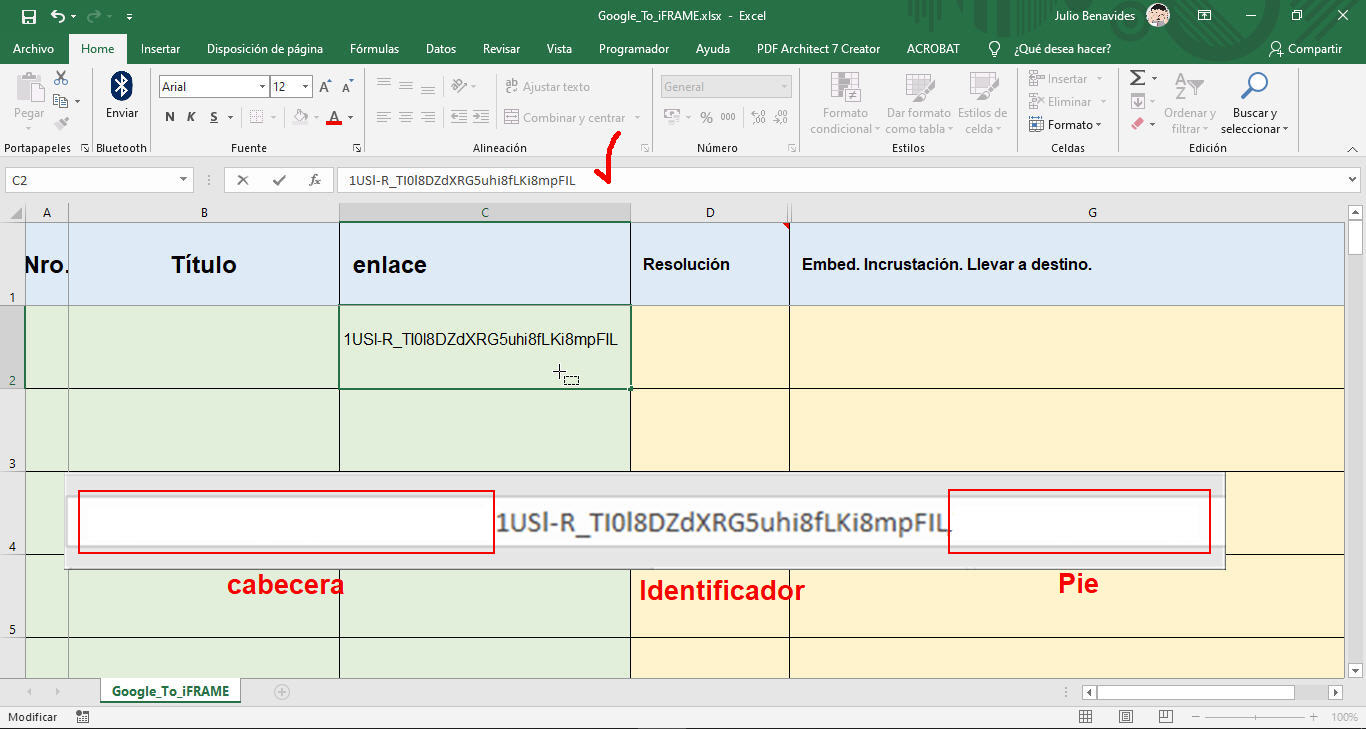 Google_To_iFRAME.xlsx - Excel
Julio Benavides
Archivo Home Insertar Disposición de página Fórmulas Datos Revisar Vista Programador Ayuda PDF Architect 7 Creator ACROBAT ¿Qué desea hacer? Compartir
Pegar
Portapapeles
Enviar
Bluetooth
Arial 12
N K S A
Fuente
Ajustar texto
Combinar y centrar
Alineación
General
% 000
Número
Formato condicional
Dar formato como tabla
Estilos de celda
Estilos
Insertar
Eliminar
Formato
Celdas
Ordenar y filtrar
Buscar y seleccionar
Edición
C2 fx 1USl-R_TI0l8DZdXRG5uhi8fLKi8mpFIL
A B C D G
1 Nro. Título enlace Resolución Embed. Incrustación. Llevar a destino.
2 1USl-R_TI0l8DZdXRG5uhi8fLKi8mpFIL
3
4 1USl-R_TI0l8DZdXRG5uhi8fLKi8mpFIL
cabecera Identificador Pie
5
Google_To_iFRAME
Modificar 100%